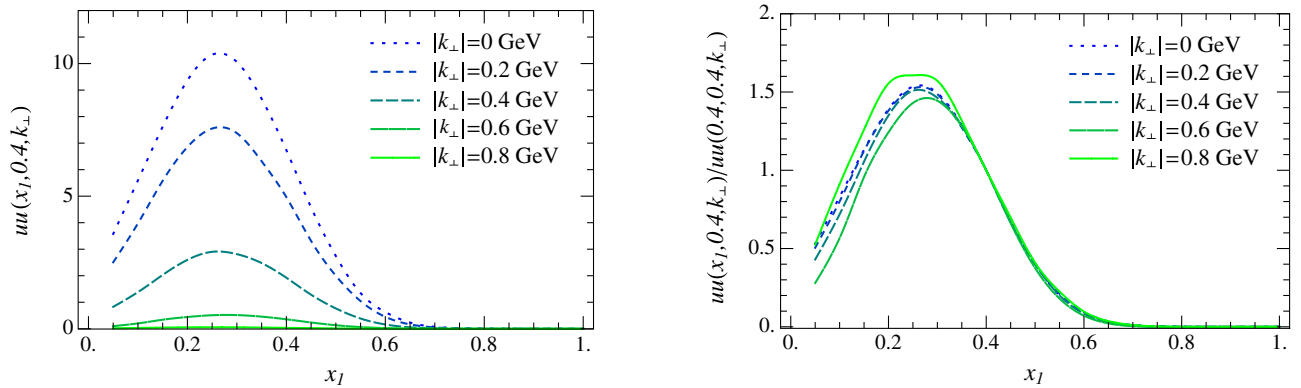 uu(x₁,0.4,k⊥)
10
5
0
|k⊥|=0 GeV
|k⊥|=0.2 GeV
|k⊥|=0.4 GeV
|k⊥|=0.6 GeV
|k⊥|=0.8 GeV
0. 0.2 0.4 0.6 0.8 1.
x₁
uu(x₁,0.4,k⊥)/uu(0.4,0.4,k⊥)
2.
1.5
1.
0.5
0.
|k⊥|=0 GeV
|k⊥|=0.2 GeV
|k⊥|=0.4 GeV
|k⊥|=0.6 GeV
|k⊥|=0.8 GeV
0. 0.2 0.4 0.6 0.8 1.
x₁